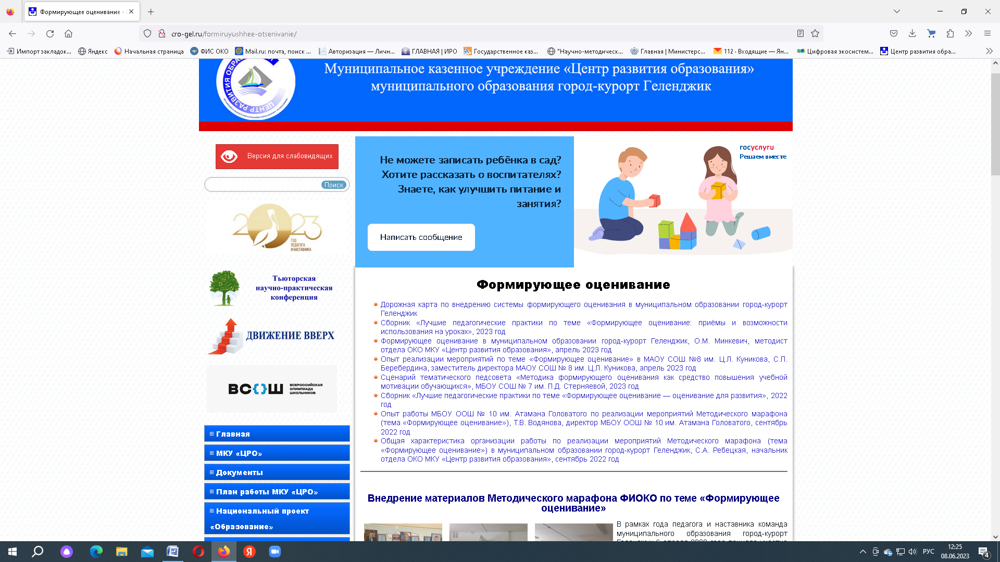 Формирующее оценивание -
cro-gel.ru/formiruyushhee-otsenivanie/
Импорт закладок...
Яндекс
Начальная страница
ФИС ОКО
Mail.ru: почта, поиск ...
Авторизация — Личн...
ГЛАВНАЯ | ИРО
Государственное каз...
"Научно-методическ...
Главная | Министерс...
112 · Входящие — Ян...
Цифровая экосистем...
Центр развития обра...
Муниципальное казенное учреждение «Центр развития образования»
муниципального образования город-курорт Геленджик
Версия для слабовидящих
Поиск
2023
ГОД
ПЕДАГОГА
И НАСТАВНИКА
Тьюторская
научно-практическая
конференция
ДВИЖЕНИЕ ВВЕРХ
ВСОШ
ВСЕРОССИЙСКАЯ
ОЛИМПИАДА
ШКОЛЬНИКОВ
Главная
МКУ «ЦРО»
Документы
План работы МКУ «ЦРО»
Национальный проект
«Образование»
Не можете записать ребёнка в сад?
Хотите рассказать о воспитателях?
Знаете, как улучшить питание и
занятия?
Написать сообщение
госуслуги
Решаем вместе
Формирующее оценивание
Дорожная карта по внедрению системы формирующего оценивания в муниципальном образовании город-курорт
Геленджик
Сборник «Лучшие педагогические практики по теме «Формирующее оценивание: приёмы и возможности
использования на уроках», 2023 год
Формирующее оценивание в муниципальном образовании город-курорт Геленджик, О.М. Минкевич, методист
отдела ОКО МКУ «Центр развития образования», апрель 2023 год
Опыт реализации мероприятий по теме «Формирующее оценивание» в МАОУ СОШ №8 им. Ц.Л. Куникова, С.П.
Беребердина, заместитель директора МАОУ СОШ № 8 им. Ц.Л. Куникова, апрель 2023 год
Сценарий тематического педсовета «Методика формирующего оценивания как средство повышения учебной
мотивации обучающихся», МБОУ СОШ № 7 им. П.Д. Стерняевой, 2023 год
Сборник «Лучшие педагогические практики по теме «Формирующее оценивание — оценивание для развития», 2022
год
Опыт работы МБОУ ООШ № 10 им. Атамана Головатого по реализации мероприятий Методического марафона
(тема «Формирующее оценивание»), Т.В. Водянова, директор МБОУ ООШ № 10 им. Атамана Головатого, сентябрь
2022 год
Общая характеристика организации работы по реализации мероприятий Методического марафона (тема
«Формирующее оценивание») в муниципальном образовании город-курорт Геленджик, С.А. Ребецкая, начальник
отдела ОКО МКУ «Центр развития образования», сентябрь 2022 год
Внедрение материалов Методического марафона ФИОКО по теме «Формирующее
оценивание»
В рамках года педагога и наставника команда
муниципального образования город-курорт
РУС
12:25
08.06.2023
4